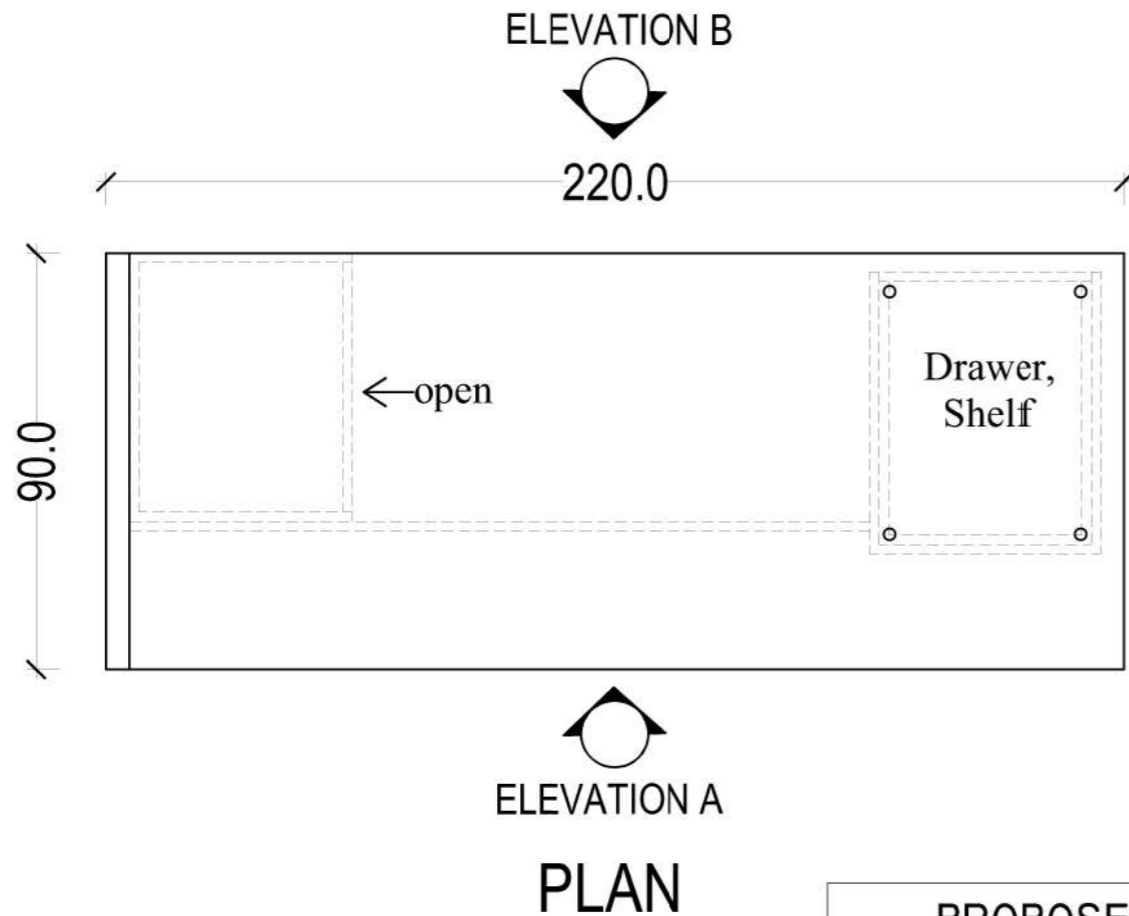 ELEVATION B
220.0
90.0
open
Drawer,
Shelf
ELEVATION A
PLAN